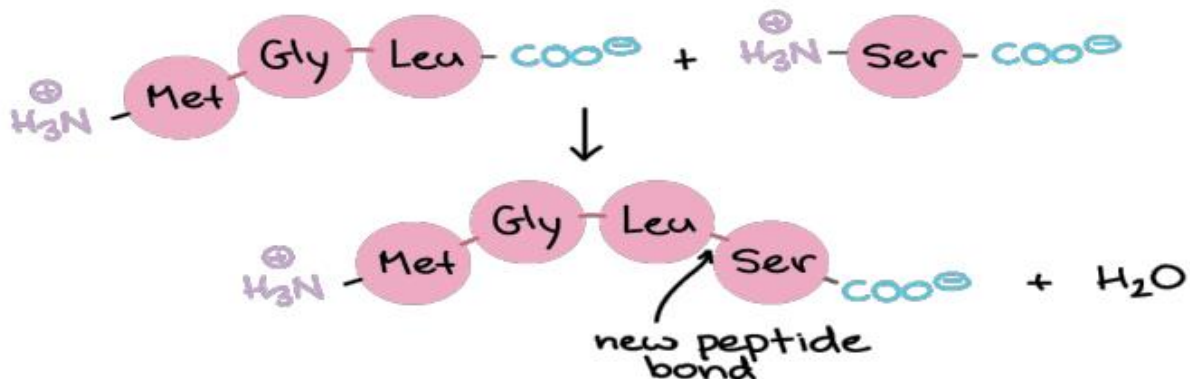 H₃N⊕ Met Gly Leu COO⊖ + H₃N⊕ Ser COO⊖
H₃N⊕ Met Gly Leu Ser COO⊖ + H₂O
new peptide
bond